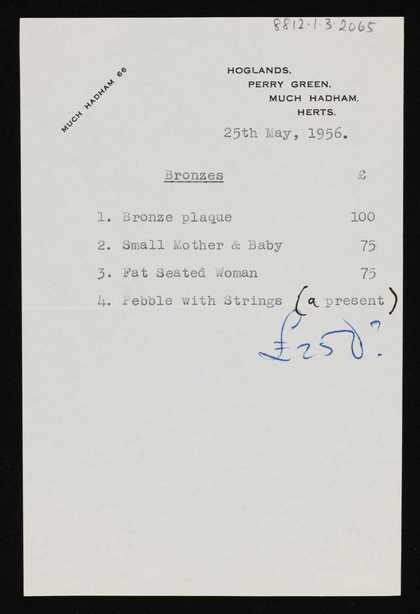 8812.1.3.2065
MUCH HADHAM 66
HOGLANDS,
PERRY GREEN,
MUCH HADHAM,
HERTS.
25th May, 1956.
Bronzes £
1. Bronze plaque 100
2. Small Mother & Baby 75
3. Fat Seated Woman 75
4. Pebble with Strings (a present)
£250?